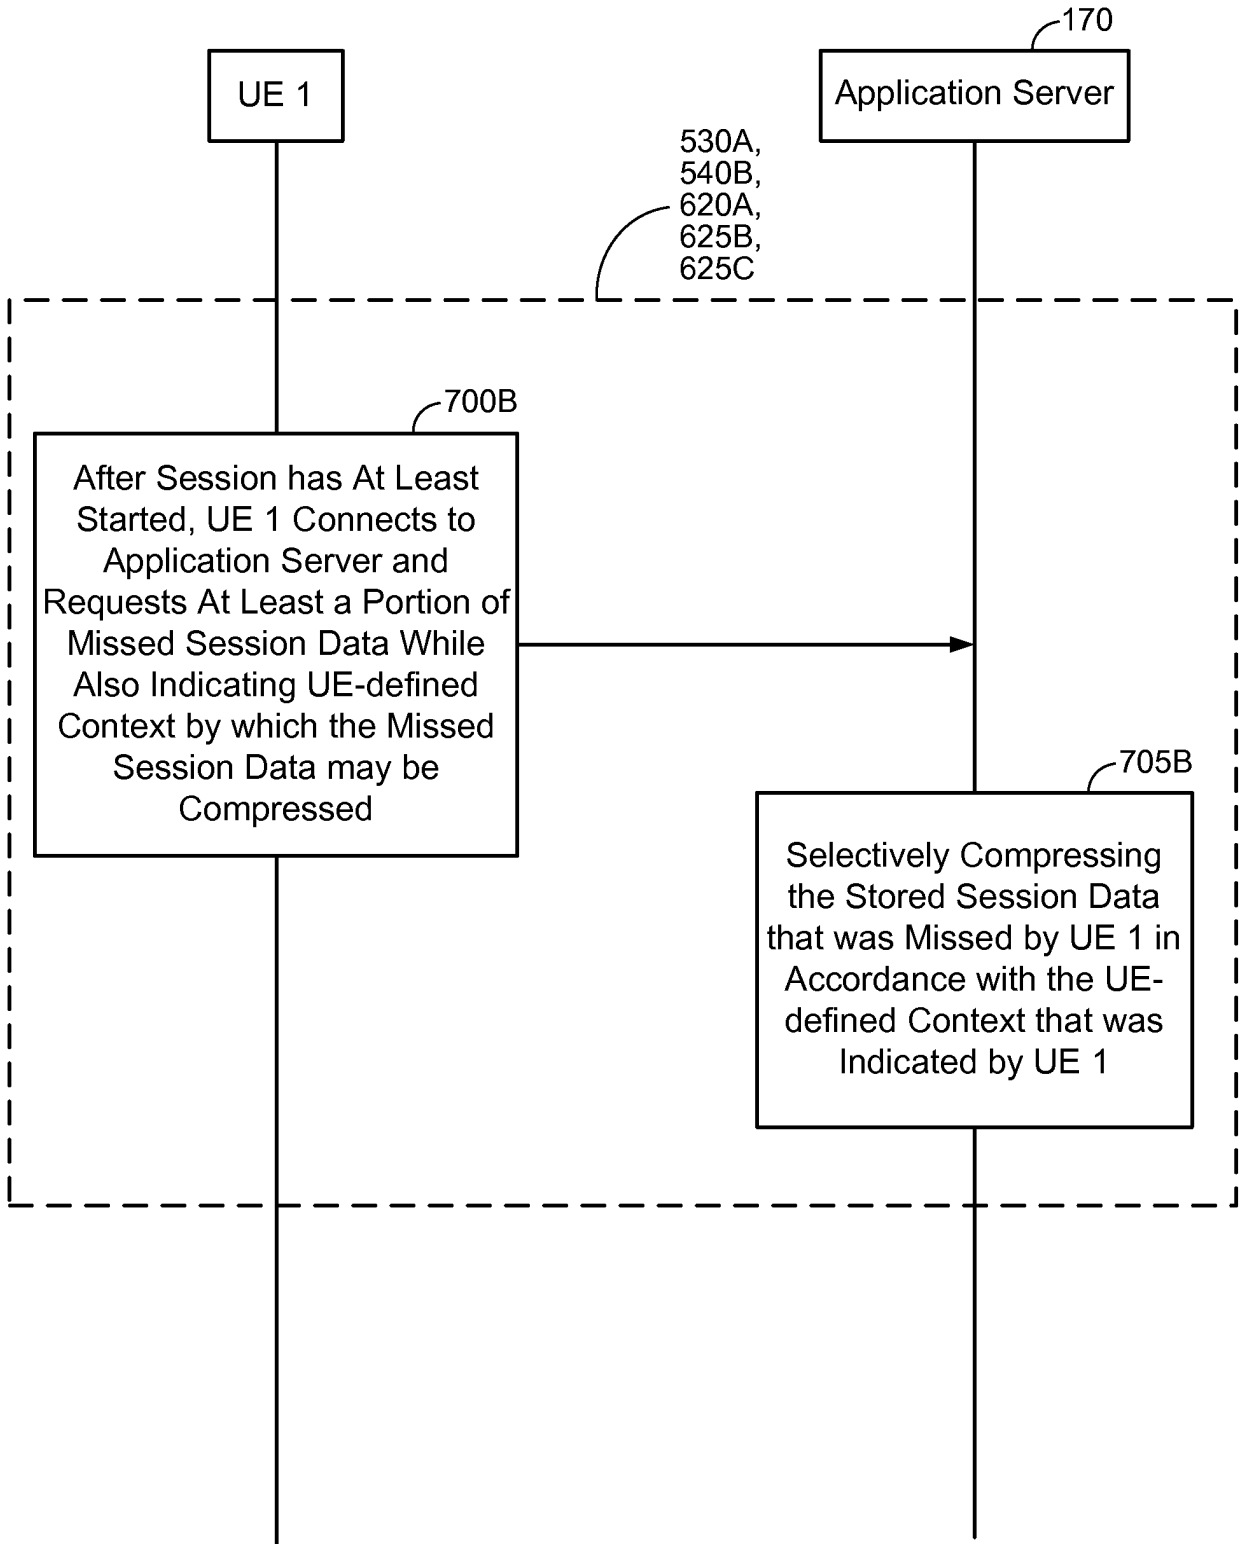 170
UE 1
Application Server
530A,
540B,
620A,
625B,
625C
700B
After Session has At Least
Started, UE 1 Connects to
Application Server and
Requests At Least a Portion of
Missed Session Data While
Also Indicating UE-defined
Context by which the Missed
Session Data may be
Compressed
705B
Selectively Compressing
the Stored Session Data
that was Missed by UE 1 in
Accordance with the UE-
defined Context that was
Indicated by UE 1